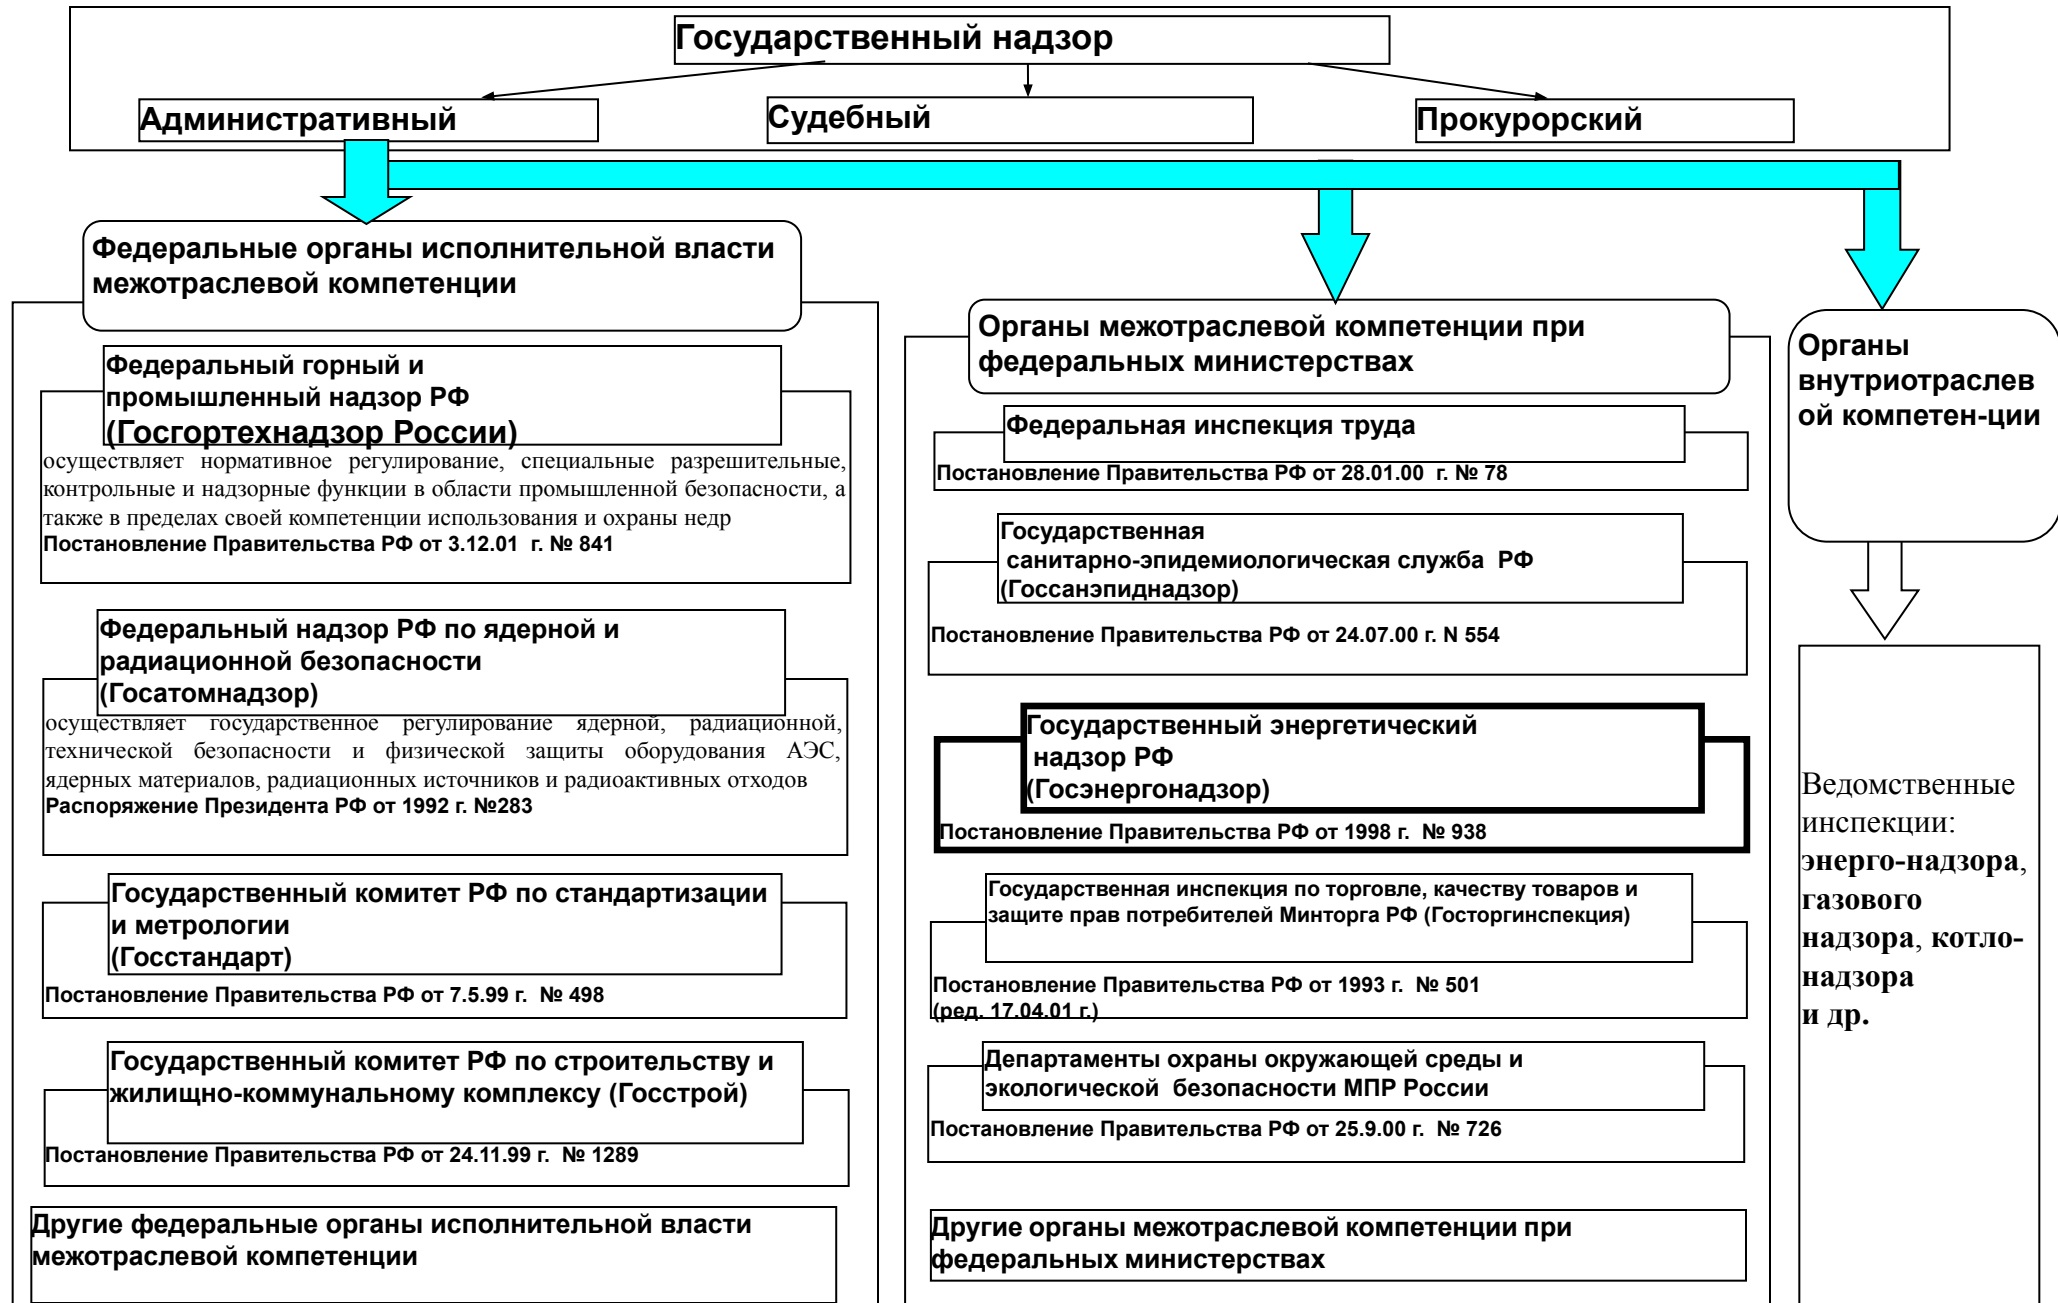 Государственный надзор
Административный
Судебный
Прокурорский
Федеральные органы исполнительной власти
межотраслевой компетенции
Федеральный горный и
промышленный надзор РФ
(Госгортехнадзор России)
осуществляет нормативное регулирование, специальные разрешительные,
контрольные и надзорные функции в области промышленной безопасности, а
также в пределах своей компетенции использования и охраны недр
Постановление Правительства РФ от 3.12.01 г. № 841
Федеральный надзор РФ по ядерной и
радиационной безопасности
(Госатомнадзор)
осуществляет государственное регулирование ядерной, радиационной,
технической безопасности и физической защиты оборудования АЭС,
ядерных материалов, радиационных источников и радиоактивных отходов
Распоряжение Президента РФ от 1992 г. №283
Государственный комитет РФ по стандартизации
и метрологии
(Госстандарт)
Постановление Правительства РФ от 7.5.99 г. № 498
Государственный комитет РФ по строительству и
жилищно-коммунальному комплексу (Госстрой)
Постановление Правительства РФ от 24.11.99 г. № 1289
Другие федеральные органы исполнительной власти
межотраслевой компетенции
Органы межотраслевой компетенции при
федеральных министерствах
Федеральная инспекция труда
Постановление Правительства РФ от 28.01.00 г. № 78
Государственная
санитарно-эпидемиологическая служба РФ
(Госсанэпиднадзор)
Постановление Правительства РФ от 24.07.00 г. N 554
Государственный энергетический
надзор РФ
(Госэнергонадзор)
Постановление Правительства РФ от 1998 г. № 938
Государственная инспекция по торговле, качеству товаров и
защите прав потребителей Минторга РФ (Госторгинспекция)
Постановление Правительства РФ от 1993 г. № 501
(ред. 17.04.01 г.)
Департаменты охраны окружающей среды и
экологической безопасности МПР России
Постановление Правительства РФ от 25.9.00 г. № 726
Другие органы межотраслевой компетенции при
федеральных министерствах
Органы
внутриотраслев
ой компетен-ции
Ведомственные
инспекции:
энерго-надзора,
газового
надзора, котло-
надзора
и др.